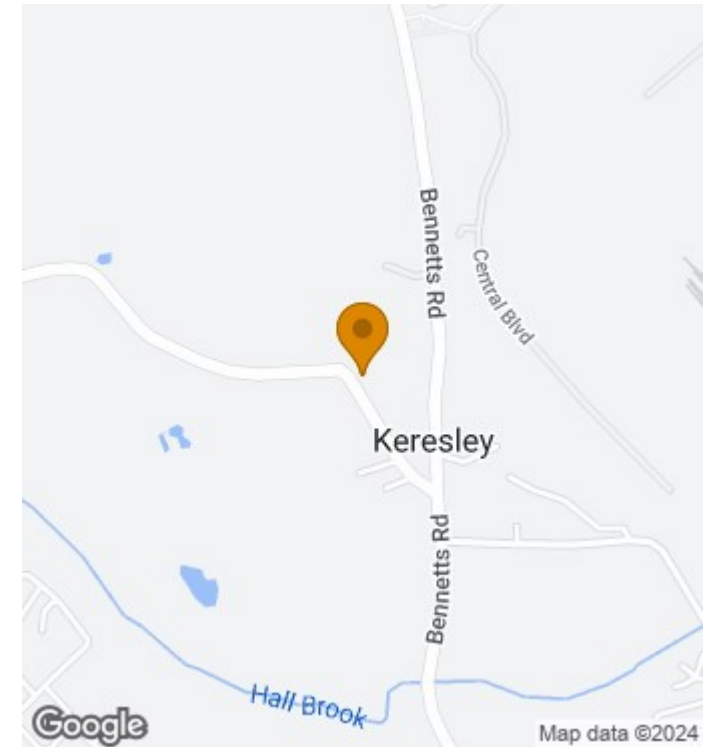 Bennetts Rd
Central Blvd
Keresley
Bennetts Rd
Hall Brook
Google
Map data ©2024